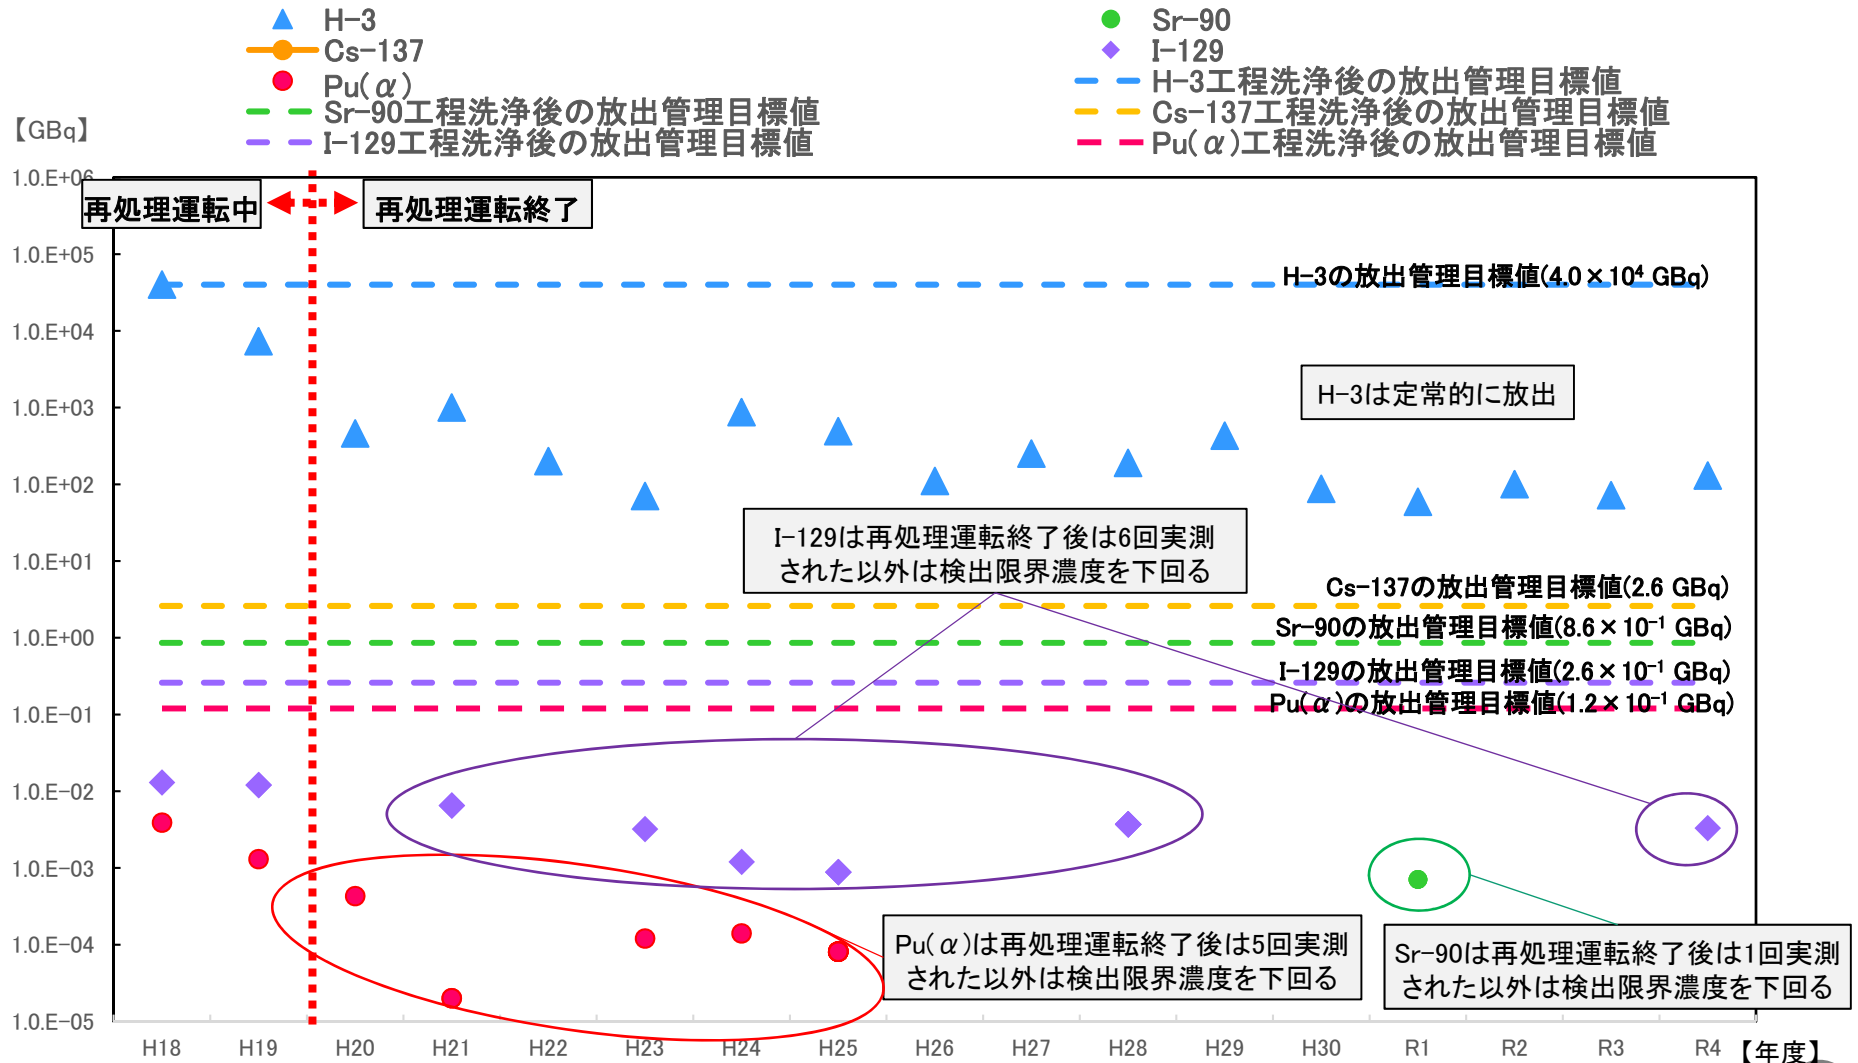 H-3
Sr-90
Cs-137
I-129
Pu(α)
H-3工程洗浄後の放出管理目標値
Sr-90工程洗浄後の放出管理目標値
Cs-137工程洗浄後の放出管理目標値
I-129工程洗浄後の放出管理目標値
Pu(α)工程洗浄後の放出管理目標値
【GBq】
1.0.E+06
再処理運転中
再処理運転終了
1.0.E+05
H-3の放出管理目標値(4.0×10⁴ GBq)
1.0.E+04
H-3は定常的に放出
1.0.E+03
1.0.E+02
I-129は再処理運転終了後は6回実測
された以外は検出限界濃度を下回る
1.0.E+01
Cs-137の放出管理目標値(2.6 GBq)
1.0.E+00
Sr-90の放出管理目標値(8.6×10⁻¹ GBq)
I-129の放出管理目標値(2.6×10⁻¹ GBq)
Pu(α)の放出管理目標値(1.2×10⁻¹ GBq)
1.0.E-01
1.0.E-02
1.0.E-03
1.0.E-04
Pu(α)は再処理運転終了後は5回実測
された以外は検出限界濃度を下回る
Sr-90は再処理運転終了後は1回実測
された以外は検出限界濃度を下回る
1.0.E-05
H18 H19 H20 H21 H22 H23 H24 H25 H26 H27 H28 H29 H30 R1 R2 R3 R4 【年度】